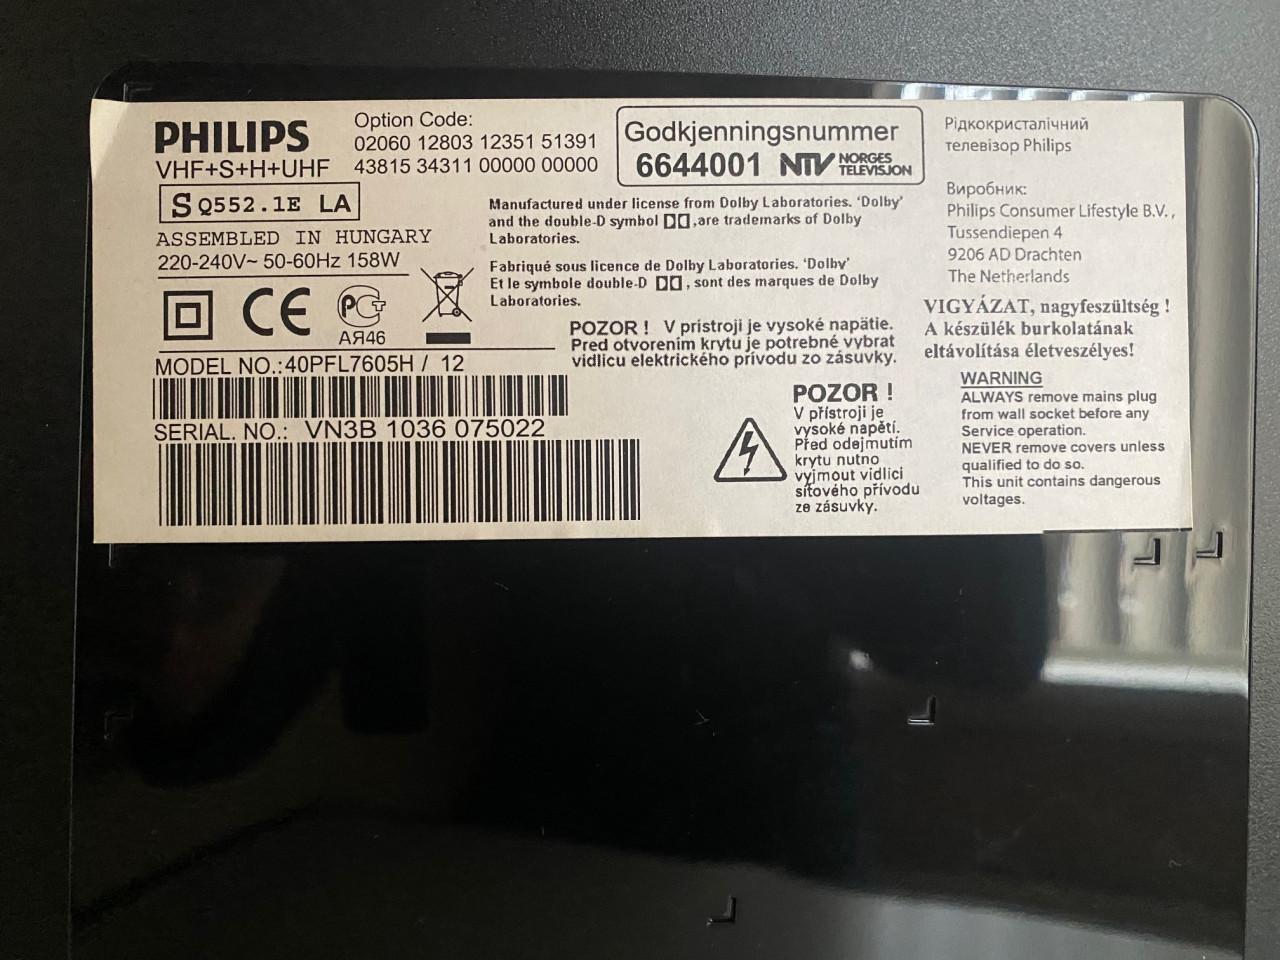 PHILIPS
VHF+S+H+UHF
S Q552.1E LA
ASSEMBLED IN HUNGARY
220-240V~ 50-60Hz 158W
Option Code:
02060 12803 12351 51391
43815 34311 00000 00000
Godkjenningsnummer
6644001 NTV NORGES TELEVISJON
Manufactured under license from Dolby Laboratories. 'Dolby'
and the double-D symbol DD,are trademarks of Dolby
Laboratories.
Fabriqué sous licence de Dolby Laboratories. 'Dolby'
Et le symbole double-D DD, sont des marques de Dolby
Laboratories.
CE
РСТ
АЯ46
POZOR ! V prístroji je vysoké napätie.
Pred otvorením krytu je potrebné vybrat
vidlicu elektrického prívodu zo zásuvky.
MODEL NO.:40PFL7605H / 12
SERIAL. NO.: VN3B 1036 075022
POZOR !
V přístroji je
vysoké napětí.
Před odejmutím
krytu nutno
vyjmout vidlici
síťového přívodu
ze zásuvky.
Рідкокристалічний
телевізор Philips
Виробник:
Philips Consumer Lifestyle B.V.,
Tussendiepen 4
9206 AD Drachten
The Netherlands
VIGYÁZAT, nagyfeszültség !
A készülék burkolatának
eltávolítása életveszélyes!
WARNING
ALWAYS remove mains plug
from wall socket before any
Service operation.
NEVER remove covers unless
qualified to do so.
This unit contains dangerous
voltages.